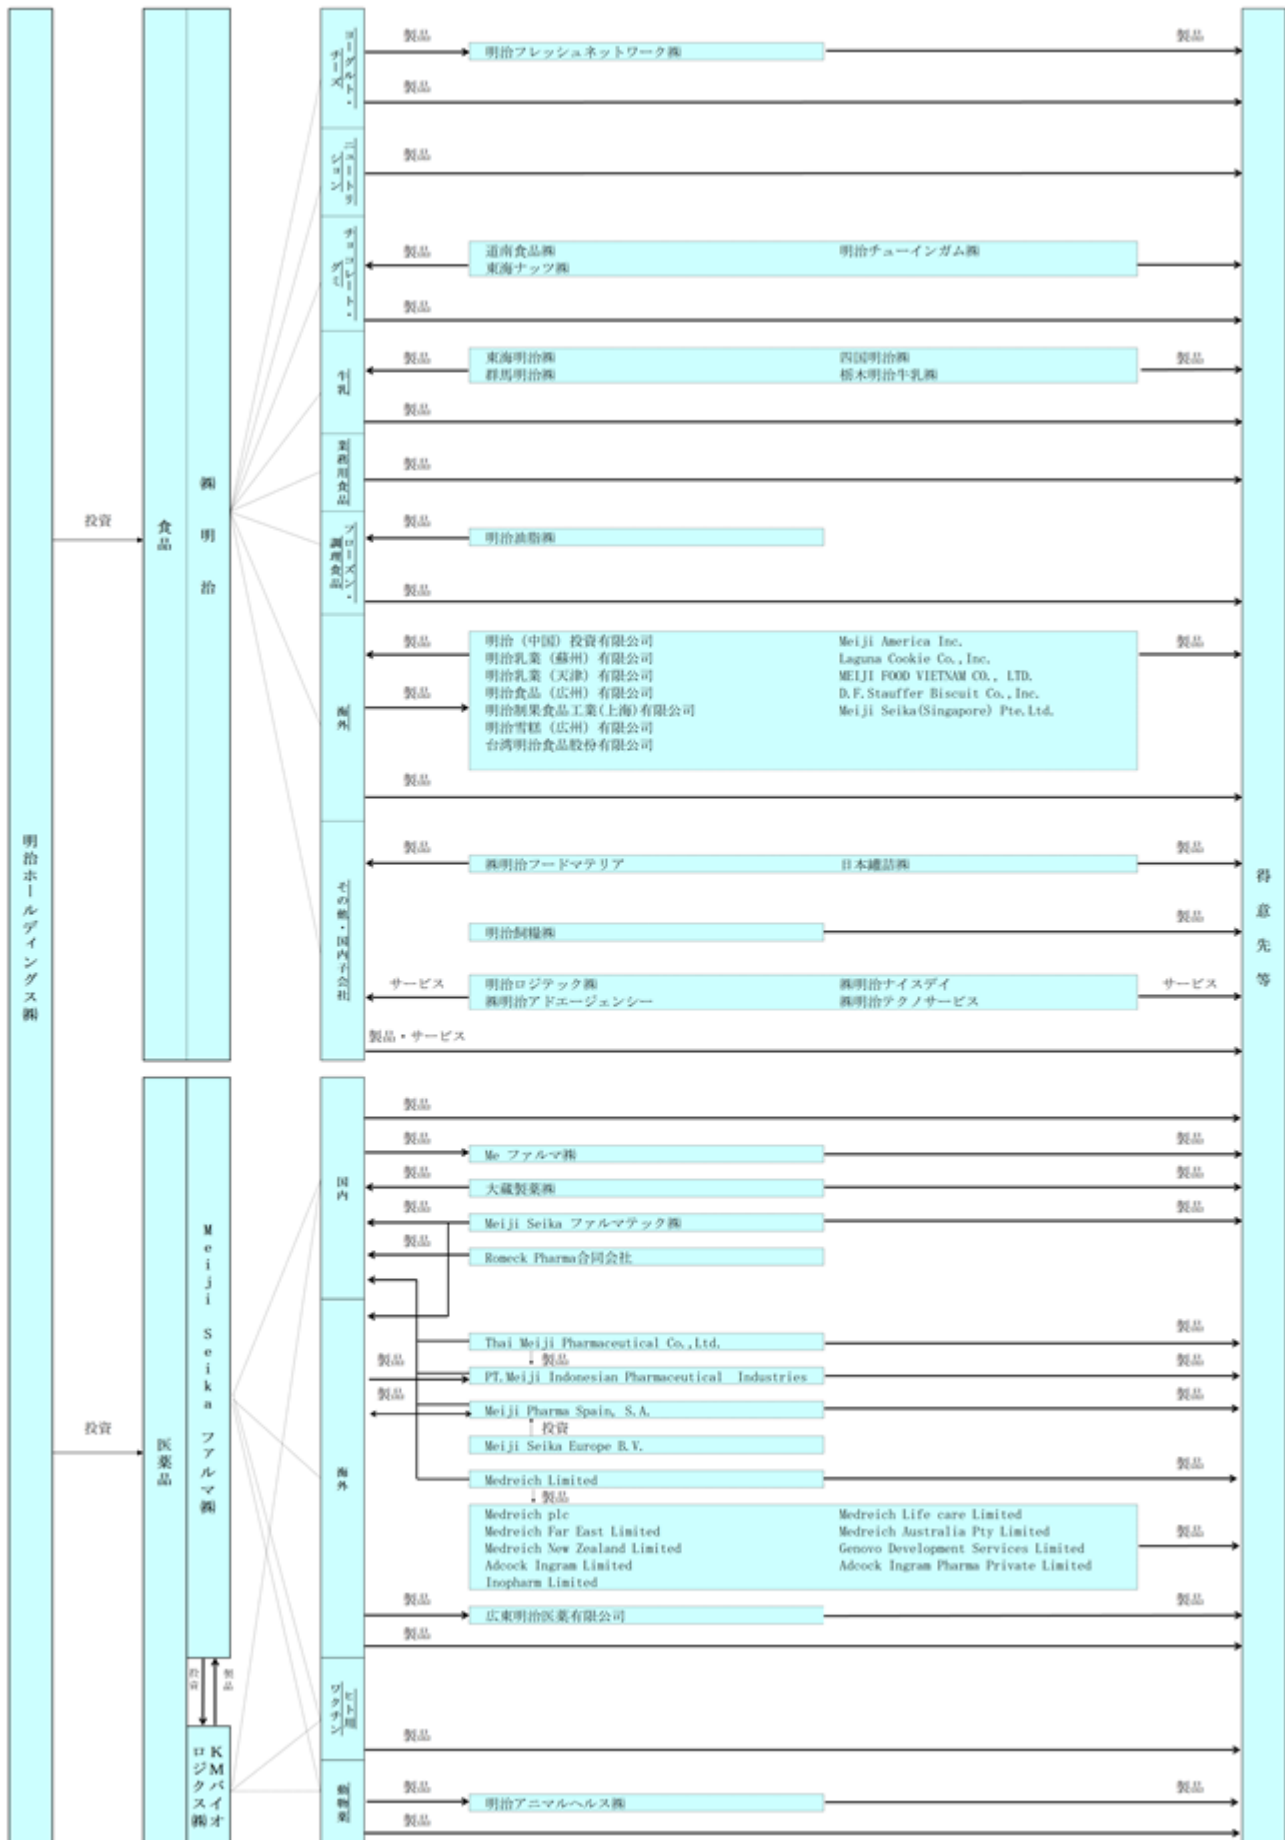 明治ホールディングス㈱
投資
食品
㈱ 明 治
ヨーグルト・チーズ
製品
明治フレッシュネットワーク㈱
製品
製品
ニュートリション
製品
チョコレート・グミ
製品
道南食品㈱ 明治チューインガム㈱
東海ナッツ㈱
製品
牛乳
製品
東海明治㈱ 四国明治㈱
群馬明治㈱ 栃木明治牛乳㈱
製品
製品
業務用食品
製品
フローズン・調理食品
製品
明治油脂㈱
製品
海外
製品
製品
明治（中国）投資有限公司 Meiji America Inc.
明治乳業（蘇州）有限公司 Laguna Cookie Co.,Inc.
明治乳業（天津）有限公司 MEIJI FOOD VIETNAM CO., LTD.
明治食品（広州）有限公司 D.F.Stauffer Biscuit Co.,Inc.
明治制果食品工業(上海)有限公司 Meiji Seika(Singapore) Pte.Ltd.
明治雪糕（広州）有限公司
台湾明治食品股份有限公司
製品
製品
その他・国内子会社
製品
㈱明治フードマテリア 日本罐詰㈱
製品
明治飼糧㈱
製品
サービス
明治ロジテック㈱ ㈱明治ナイスデイ
㈱明治アドエージェンシー ㈱明治テクノサービス
サービス
製品・サービス
得意先等
投資
医薬品
Meiji Seika ファルマ㈱
国内
製品
製品
Me ファルマ㈱
製品
製品
大蔵製薬㈱
製品
製品
Meiji Seika ファルマテック㈱
製品
製品
Romeck Pharma合同会社
海外
Thai Meiji Pharmaceutical Co.,Ltd.
製品
製品
製品
PT.Meiji Indonesian Pharmaceutical Industries
製品
製品
Meiji Pharma Spain, S.A.
製品
投資
Meiji Seika Europe B.V.
Medreich Limited
製品
製品
Medreich plc Medreich Life care Limited
Medreich Far East Limited Medreich Australia Pty Limited
Medreich New Zealand Limited Genovo Development Services Limited
Adcock Ingram Limited Adcock Ingram Pharma Private Limited
Inopharm Limited
製品
製品
広東明治医薬有限公司
製品
製品
投資
製品
KMバイオロジクス㈱
ヒト用ワクチン
製品
動物薬
製品
明治アニマルヘルス㈱
製品
製品